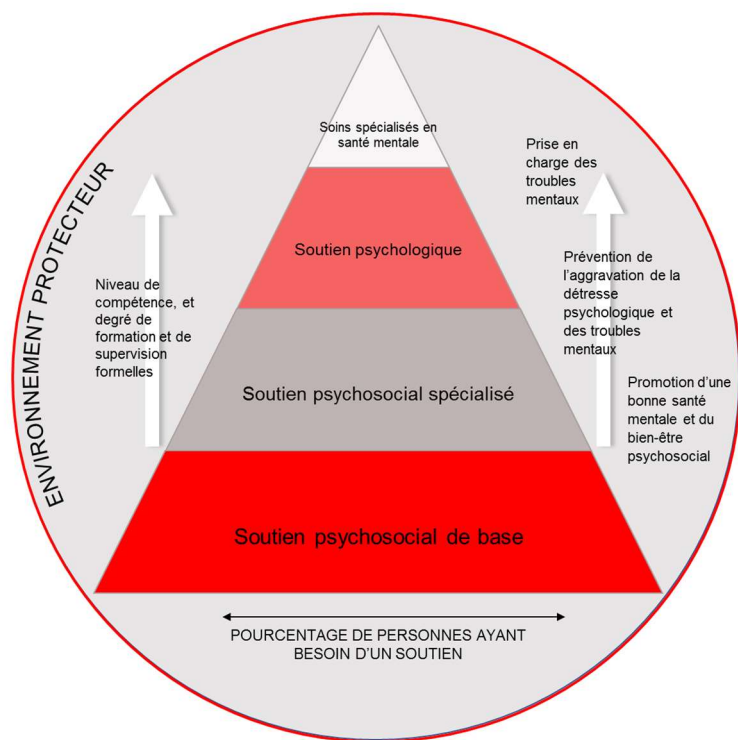 ENVIRONNEMENT PROTECTEUR
Soins spécialisés en
santé mentale
Soutien psychologique
Soutien psychosocial spécialisé
Soutien psychosocial de base
Niveau de
compétence, et
degré de
formation et de
supervision
formelles
Prise en
charge des
troubles
mentaux
Prévention de
l’aggravation de la
détresse
psychologique et
des troubles
mentaux
Promotion d’une
bonne santé
mentale et du
bien-être
psychosocial
POURCENTAGE DE PERSONNES AYANT
BESOIN D’UN SOUTIEN